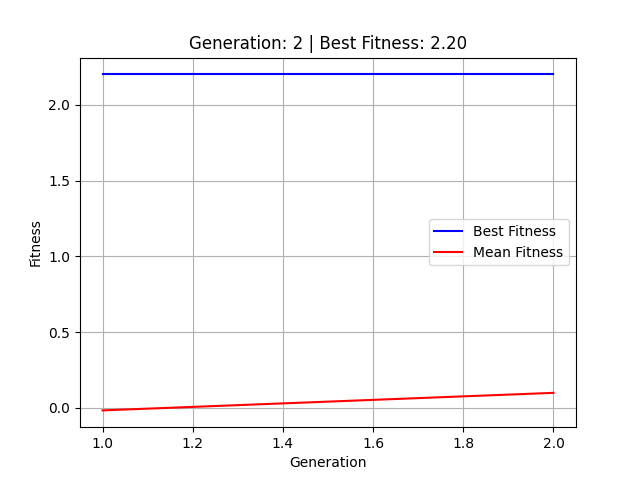 Generation: 2 | Best Fitness: 2.20
2.0
1.5
1.0
0.5
0.0
Fitness
Best Fitness
Mean Fitness
1.0 1.2 1.4 1.6 1.8 2.0
Generation